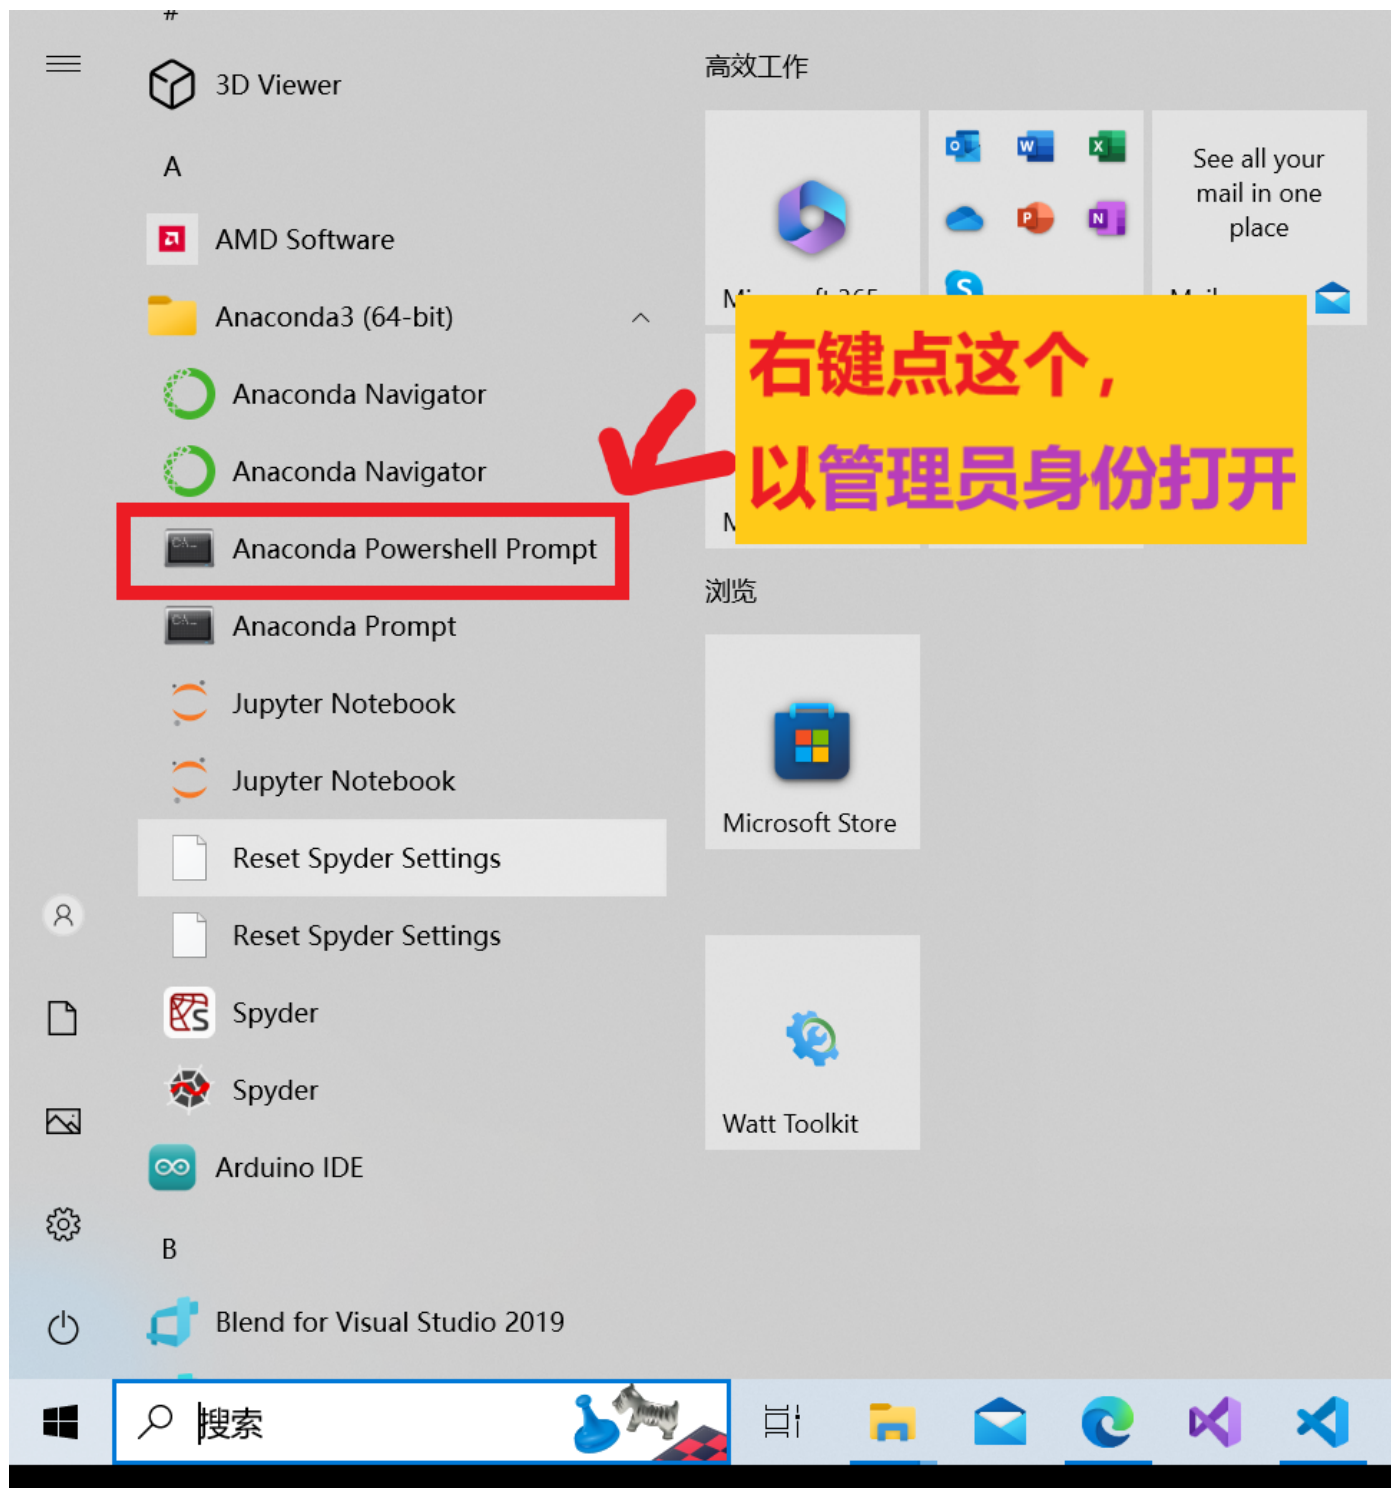 #
3D Viewer
A
AMD Software
Anaconda3 (64-bit)
Anaconda Navigator
Anaconda Navigator
Anaconda Powershell Prompt
Anaconda Prompt
Jupyter Notebook
Jupyter Notebook
Reset Spyder Settings
Reset Spyder Settings
Spyder
Spyder
Arduino IDE
B
Blend for Visual Studio 2019
高效工作
See all your
mail in one
place
右键点这个，
以管理员身份打开
浏览
Microsoft Store
Watt Toolkit
搜索